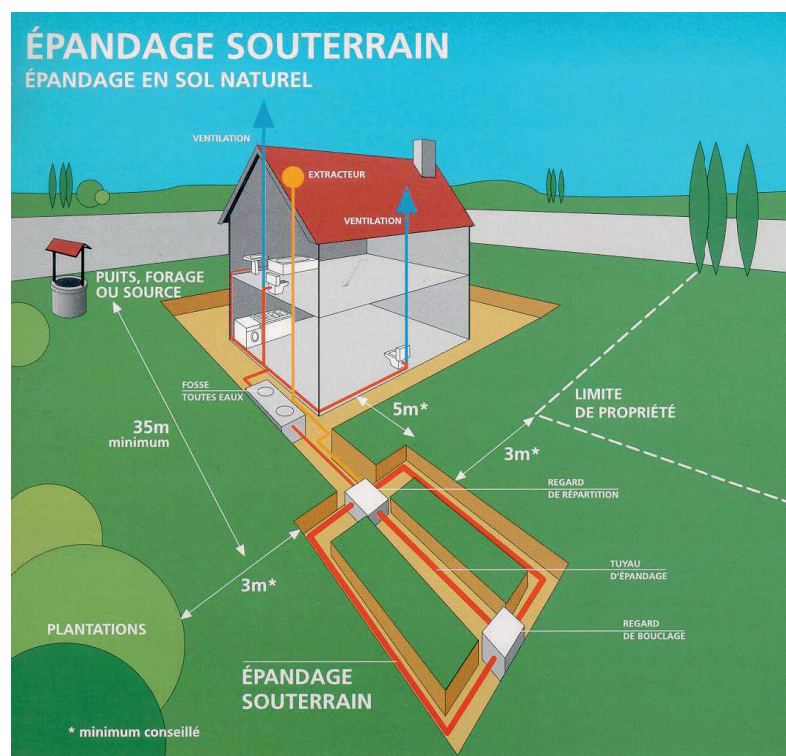 ÉPANDAGE SOUTERRAIN
ÉPANDAGE EN SOL NATUREL
VENTILATION
EXTRACTEUR
VENTILATION
PUITS, FORAGE
OU SOURCE
FOSSE
TOUTES EAUX
35m
minimum
5m*
LIMITE
DE PROPRIÉTÉ
3m*
REGARD
DE RÉPARTITION
3m*
TUYAU
D'ÉPANDAGE
PLANTATIONS
REGARD
DE BOUCLAGE
ÉPANDAGE
SOUTERRAIN
* minimum conseillé